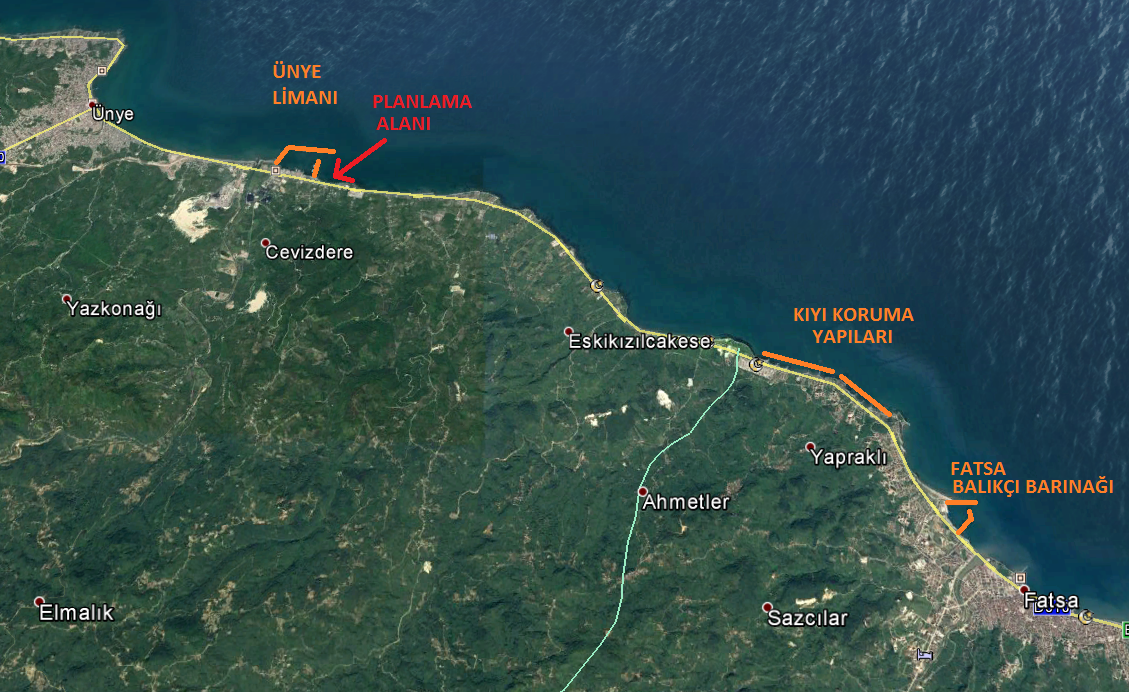 ÜNYE
LİMANI
PLANLAMA
ALANI
Ünye
Cevizdere
Yazkonağı
Eskikızılcakese
KIYI KORUMA
YAPILARI
Yapraklı
FATSA
BALIKÇI BARINAĞI
Ahmetler
Elmalık
Sazcılar
Fatsa